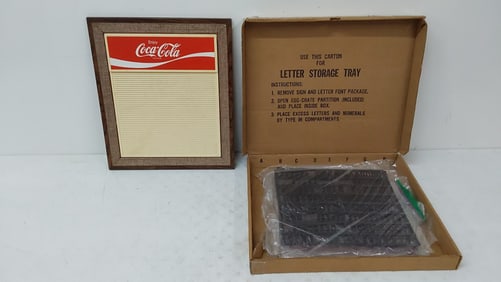 Enjoy
Coca-Cola
USE THIS CARTON
FOR
LETTER STORAGE TRAY
INSTRUCTIONS:
1. REMOVE SIGN AND LETTER FONT PACKAGE.
2. OPEN EGG-CRATE PARTITION (INCLUDED)
AND PLACE INSIDE BOX.
3. PLACE EXCESS LETTERS AND NUMERALS
BY TYPE IN COMPARTMENTS
A B C D E F G H